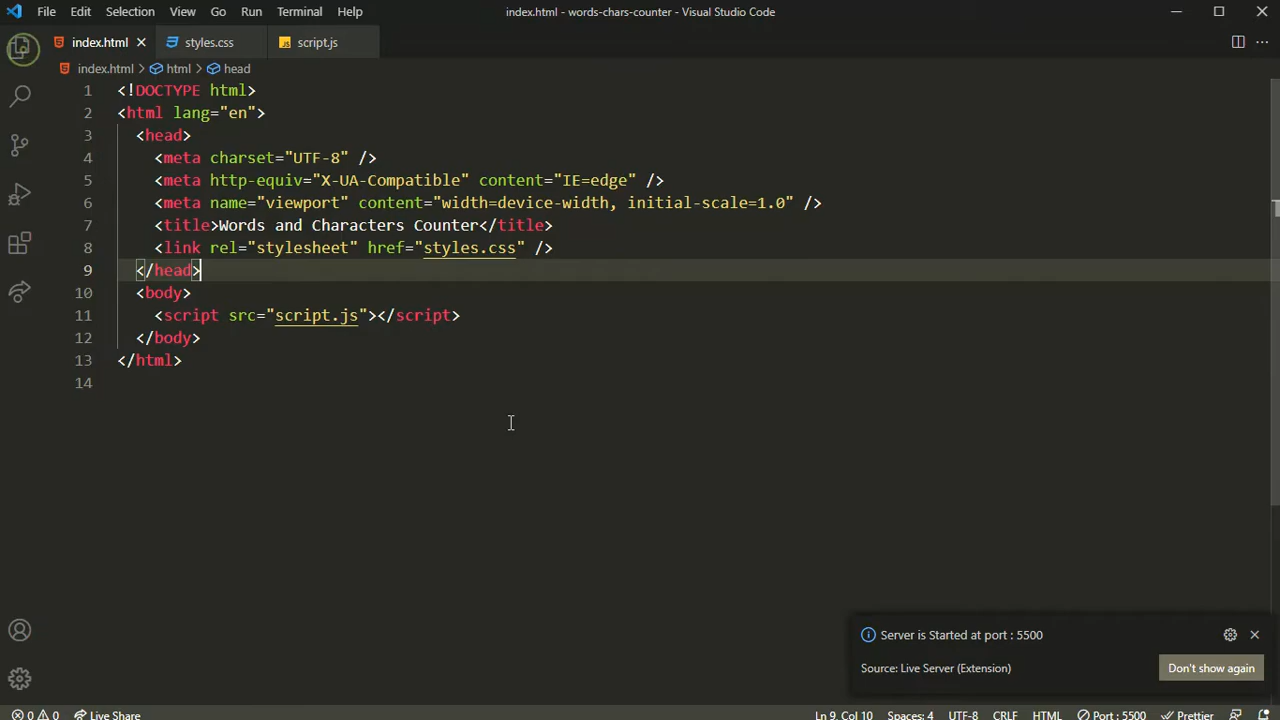 File Edit Selection View Go Run Terminal Help index.html - words-chars-counter - Visual Studio Code
index.html styles.css JS script.js
index.html > html > head
1 <!DOCTYPE html>
2 <html lang="en">
3 <head>
4 <meta charset="UTF-8" />
5 <meta http-equiv="X-UA-Compatible" content="IE=edge" />
6 <meta name="viewport" content="width=device-width, initial-scale=1.0" />
7 <title>Words and Characters Counter</title>
8 <link rel="stylesheet" href="styles.css" />
9 </head>
10 <body>
11 <script src="script.js"></script>
12 </body>
13 </html>
14
Server is Started at port : 5500
Source: Live Server (Extension) Don't show again
0 0 Live Share Ln 9, Col 10 Spaces: 4 UTF-8 CRLF HTML Port : 5500 Prettier